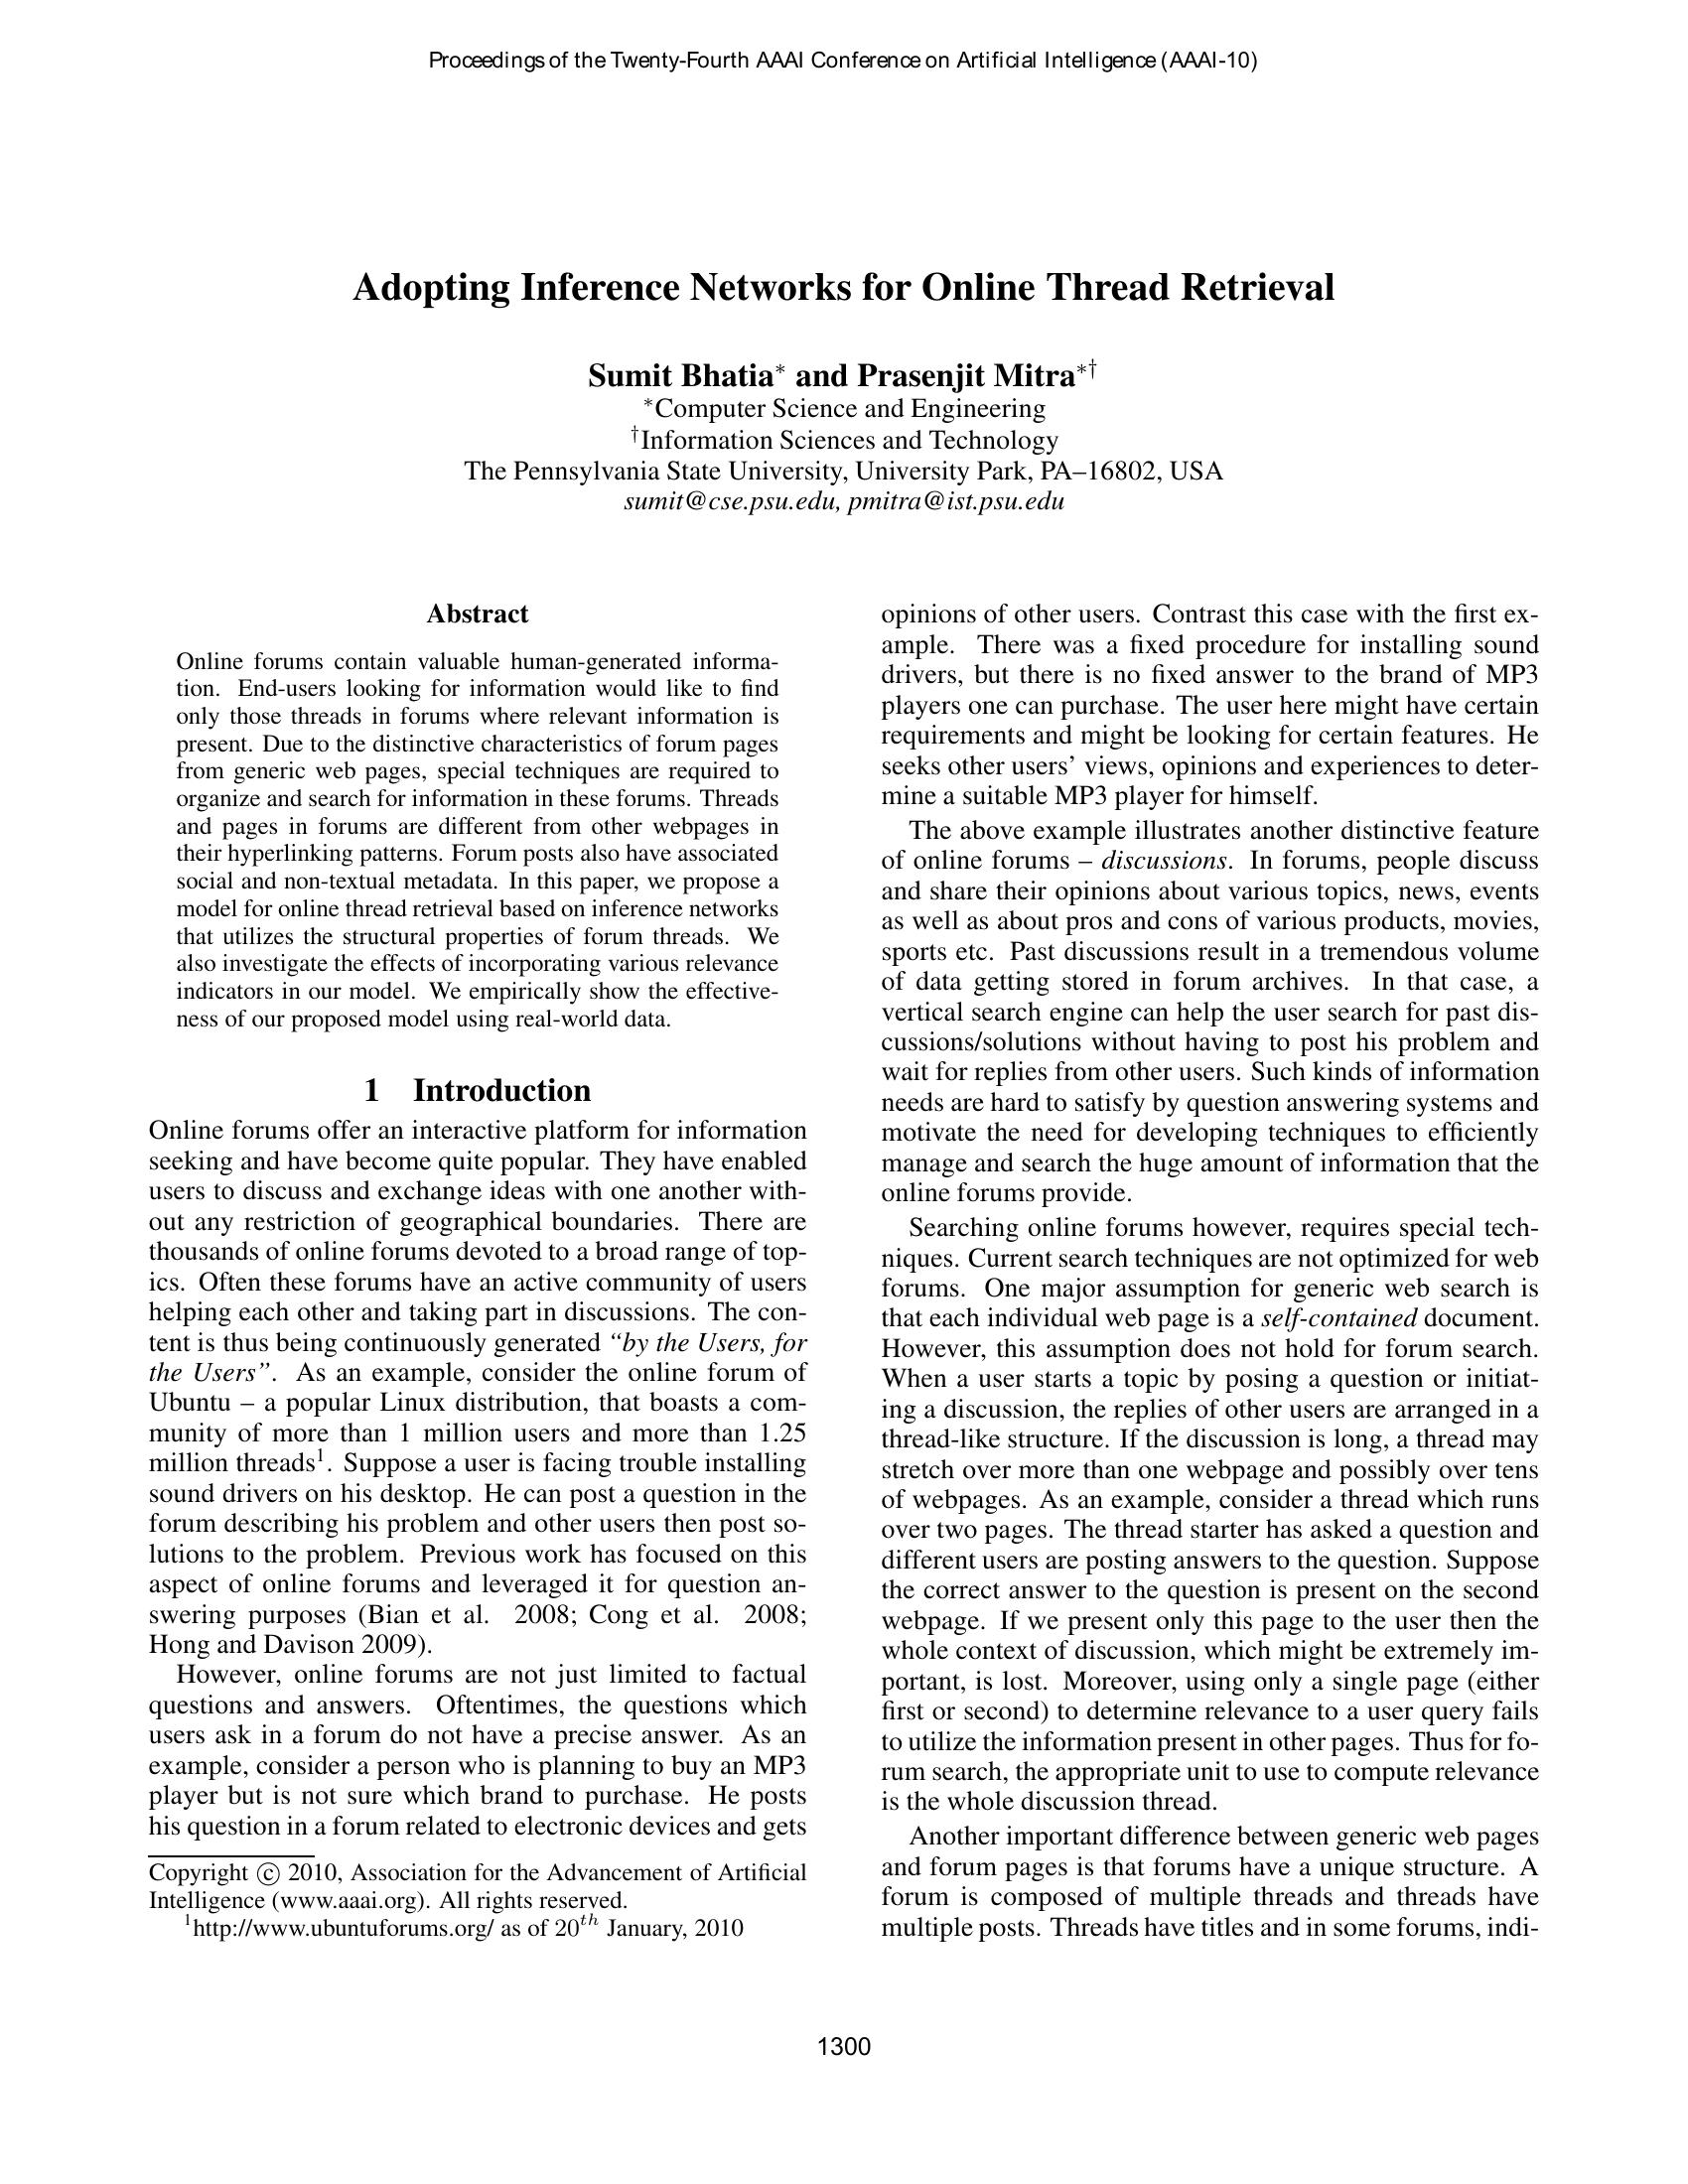 Proceedings of the Twenty-Fourth AAAI Conference on Artificial Intelligence (AAAI-10)
Adopting Inference Networks for Online Thread Retrieval
Sumit Bhatia* and Prasenjit Mitra*†
*Computer Science and Engineering
†Information Sciences and Technology
The Pennsylvania State University, University Park, PA–16802, USA
sumit@cse.psu.edu, pmitra@ist.psu.edu
Abstract
Online forums contain valuable human-generated informa-
tion. End-users looking for information would like to find
only those threads in forums where relevant information is
present. Due to the distinctive characteristics of forum pages
from generic web pages, special techniques are required to
organize and search for information in these forums. Threads
and pages in forums are different from other webpages in
their hyperlinking patterns. Forum posts also have associated
social and non-textual metadata. In this paper, we propose a
model for online thread retrieval based on inference networks
that utilizes the structural properties of forum threads. We
also investigate the effects of incorporating various relevance
indicators in our model. We empirically show the effective-
ness of our proposed model using real-world data.
1 Introduction
Online forums offer an interactive platform for information
seeking and have become quite popular. They have enabled
users to discuss and exchange ideas with one another with-
out any restriction of geographical boundaries. There are
thousands of online forums devoted to a broad range of top-
ics. Often these forums have an active community of users
helping each other and taking part in discussions. The con-
tent is thus being continuously generated “by the Users, for
the Users”. As an example, consider the online forum of
Ubuntu – a popular Linux distribution, that boasts a com-
munity of more than 1 million users and more than 1.25
million threads1. Suppose a user is facing trouble installing
sound drivers on his desktop. He can post a question in the
forum describing his problem and other users then post so-
lutions to the problem. Previous work has focused on this
aspect of online forums and leveraged it for question an-
swering purposes (Bian et al. 2008; Cong et al. 2008;
Hong and Davison 2009).
However, online forums are not just limited to factual
questions and answers. Oftentimes, the questions which
users ask in a forum do not have a precise answer. As an
example, consider a person who is planning to buy an MP3
player but is not sure which brand to purchase. He posts
his question in a forum related to electronic devices and gets
Copyright © 2010, Association for the Advancement of Artificial
Intelligence (www.aaai.org). All rights reserved.
1http://www.ubuntuforums.org/ as of 20th January, 2010
opinions of other users. Contrast this case with the first ex-
ample. There was a fixed procedure for installing sound
drivers, but there is no fixed answer to the brand of MP3
players one can purchase. The user here might have certain
requirements and might be looking for certain features. He
seeks other users’ views, opinions and experiences to deter-
mine a suitable MP3 player for himself.
The above example illustrates another distinctive feature
of online forums – discussions. In forums, people discuss
and share their opinions about various topics, news, events
as well as about pros and cons of various products, movies,
sports etc. Past discussions result in a tremendous volume
of data getting stored in forum archives. In that case, a
vertical search engine can help the user search for past dis-
cussions/solutions without having to post his problem and
wait for replies from other users. Such kinds of information
needs are hard to satisfy by question answering systems and
motivate the need for developing techniques to efficiently
manage and search the huge amount of information that the
online forums provide.
Searching online forums however, requires special tech-
niques. Current search techniques are not optimized for web
forums. One major assumption for generic web search is
that each individual web page is a self-contained document.
However, this assumption does not hold for forum search.
When a user starts a topic by posing a question or initiat-
ing a discussion, the replies of other users are arranged in a
thread-like structure. If the discussion is long, a thread may
stretch over more than one webpage and possibly over tens
of webpages. As an example, consider a thread which runs
over two pages. The thread starter has asked a question and
different users are posting answers to the question. Suppose
the correct answer to the question is present on the second
webpage. If we present only this page to the user then the
whole context of discussion, which might be extremely im-
portant, is lost. Moreover, using only a single page (either
first or second) to determine relevance to a user query fails
to utilize the information present in other pages. Thus for fo-
rum search, the appropriate unit to use to compute relevance
is the whole discussion thread.
Another important difference between generic web pages
and forum pages is that forums have a unique structure. A
forum is composed of multiple threads and threads have
multiple posts. Threads have titles and in some forums, indi-
1300